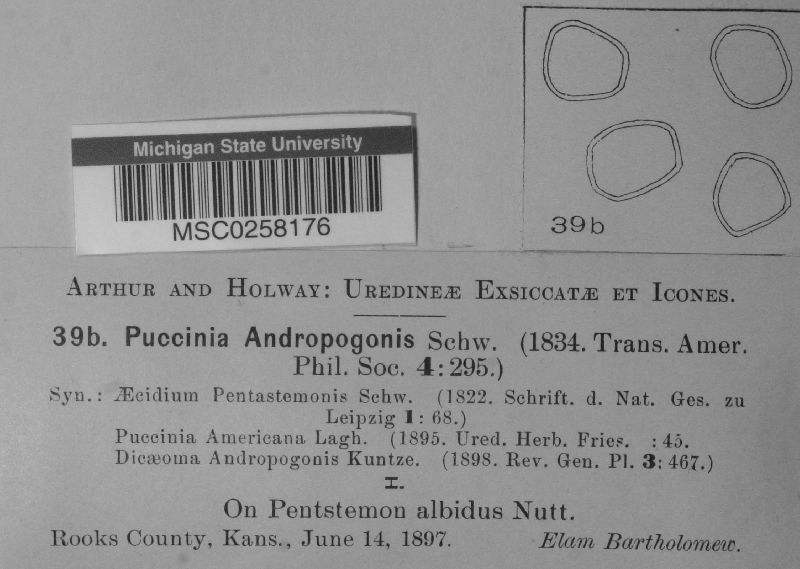 Michigan State University
MSC0258176
39b
ARTHUR AND HOLWAY: UREDINEÆ EXSICCATÆ ET ICONES.
39b. Puccinia Andropogonis Schw. (1834. Trans. Amer.
Phil. Soc. 4:295.)
Syn.: Æcidium Pentastemonis Schw. (1822. Schrift. d. Nat. Ges. zu
Leipzig 1: 68.)
Puccinia Americana Lagh. (1895. Ured. Herb. Fries. :45.
Dicæoma Andropogonis Kuntze. (1898. Rev. Gen. Pl. 3:467.)
I.
On Pentstemon albidus Nutt.
Rooks County, Kans., June 14, 1897. Elam Bartholomew.